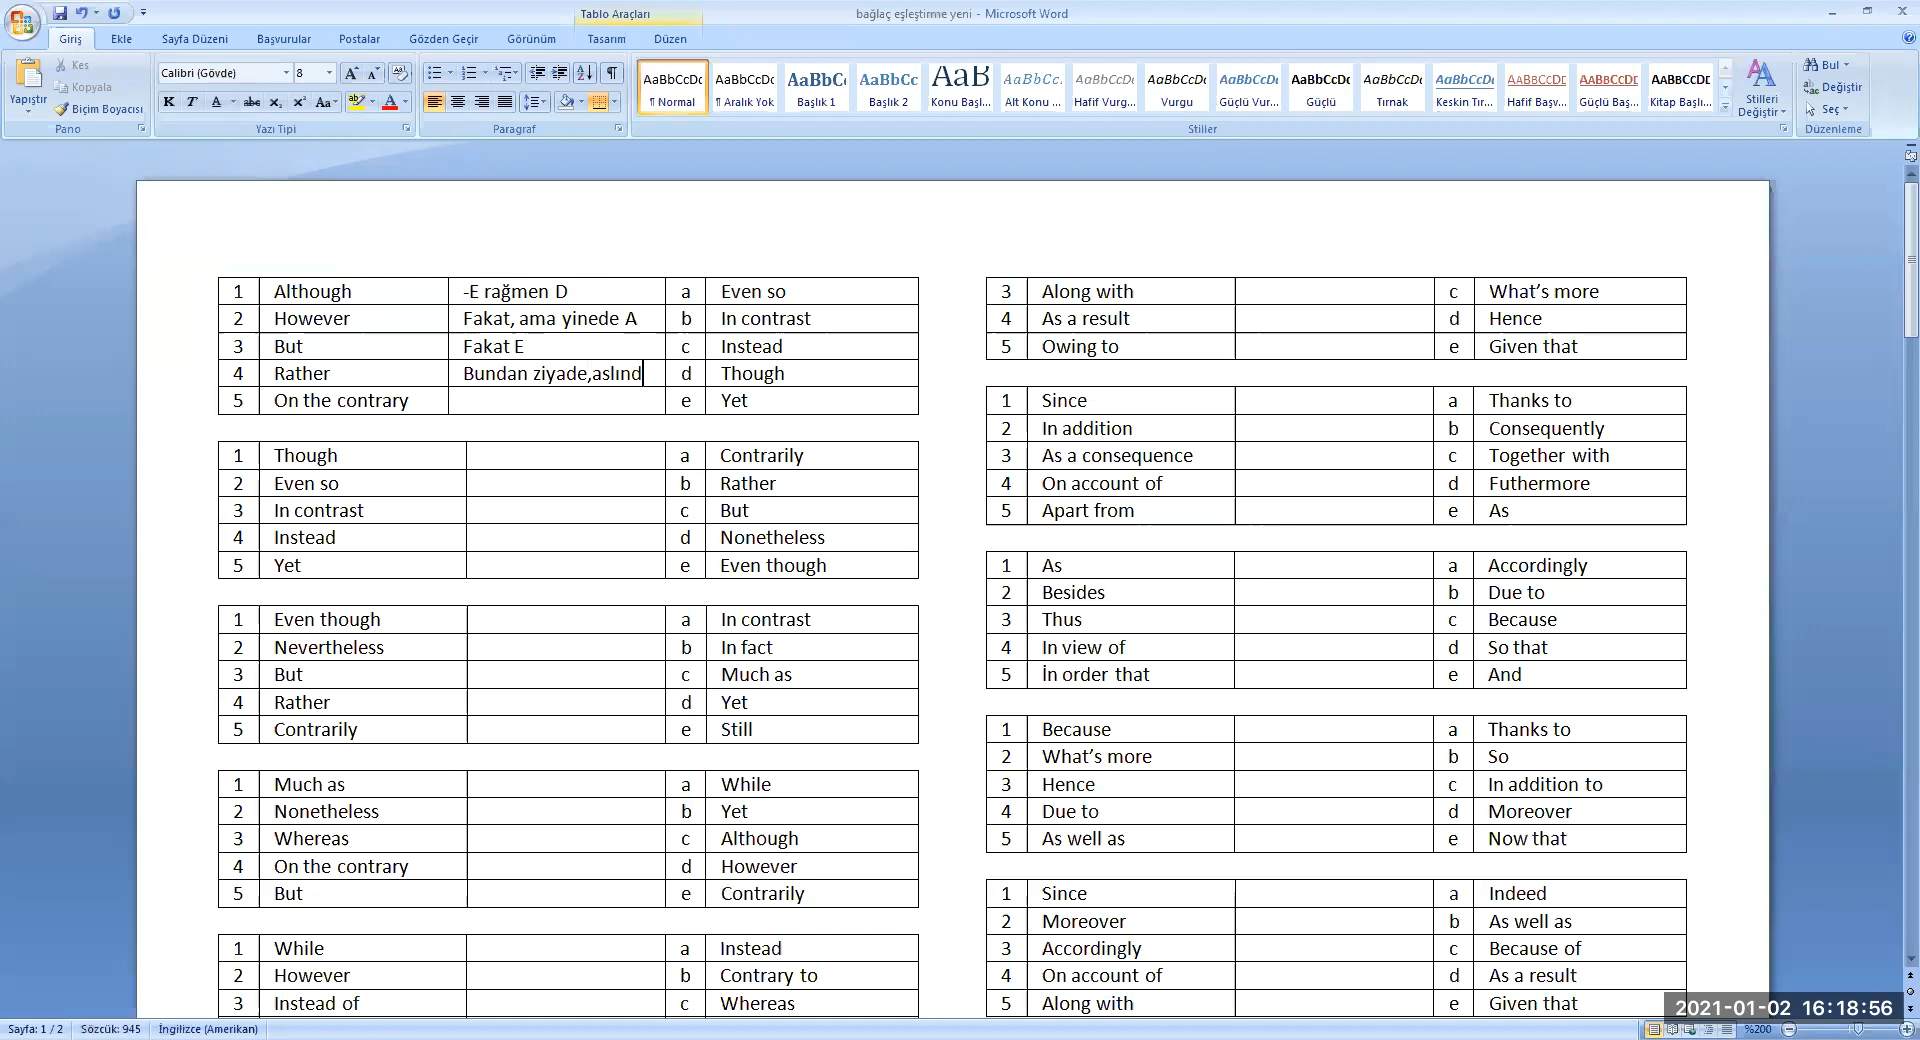 Tablo Araçları
bağlaç eşleştirme yeni - Microsoft Word
Giriş Ekle Sayfa Düzeni Başvurular Postalar Gözden Geçir Görünüm Tasarım Düzen
Yapıştır
Kes
Kopyala
Biçim Boyacısı
Pano
Calibri (Gövde) 8
Yazı Tipi
Paragraf
AaBbCcDc AaBbCcDc AaBbC AaBbCc AaB AaBbCc. AaBbCcDc AaBbCcDc AaBbCcDc AaBbCcDc AaBbCcDc AaBbCcDc AABBCCDE AABBCCDE AABBCCDE
¶ Normal ¶ Aralık Yok Başlık 1 Başlık 2 Konu Başl... Alt Konu ... Hafif Vurg... Vurgu Güçlü Vur... Güçlü Tırnak Keskin Tır... Hafif Başv... Güçlü Baş... Kitap Başlı...
Stiller
Stilleri
Değiştir
Bul
Değiştir
Seç
Düzenleme
1 Although -E rağmen D a Even so
2 However Fakat, ama yinede A b In contrast
3 But Fakat E c Instead
4 Rather Bundan ziyade,aslınd d Though
5 On the contrary e Yet
1 Though a Contrarily
2 Even so b Rather
3 In contrast c But
4 Instead d Nonetheless
5 Yet e Even though
1 Even though a In contrast
2 Nevertheless b In fact
3 But c Much as
4 Rather d Yet
5 Contrarily e Still
1 Much as a While
2 Nonetheless b Yet
3 Whereas c Although
4 On the contrary d However
5 But e Contrarily
1 While a Instead
2 However b Contrary to
3 Instead of c Whereas
3 Along with c What’s more
4 As a result d Hence
5 Owing to e Given that
1 Since a Thanks to
2 In addition b Consequently
3 As a consequence c Together with
4 On account of d Futhermore
5 Apart from e As
1 As a Accordingly
2 Besides b Due to
3 Thus c Because
4 In view of d So that
5 İn order that e And
1 Because a Thanks to
2 What’s more b So
3 Hence c In addition to
4 Due to d Moreover
5 As well as e Now that
1 Since a Indeed
2 Moreover b As well as
3 Accordingly c Because of
4 On account of d As a result
5 Along with e Given that
2021-01-02 16:18:56
Sayfa: 1 / 2 Sözcük: 945 İngilizce (Amerikan) %200